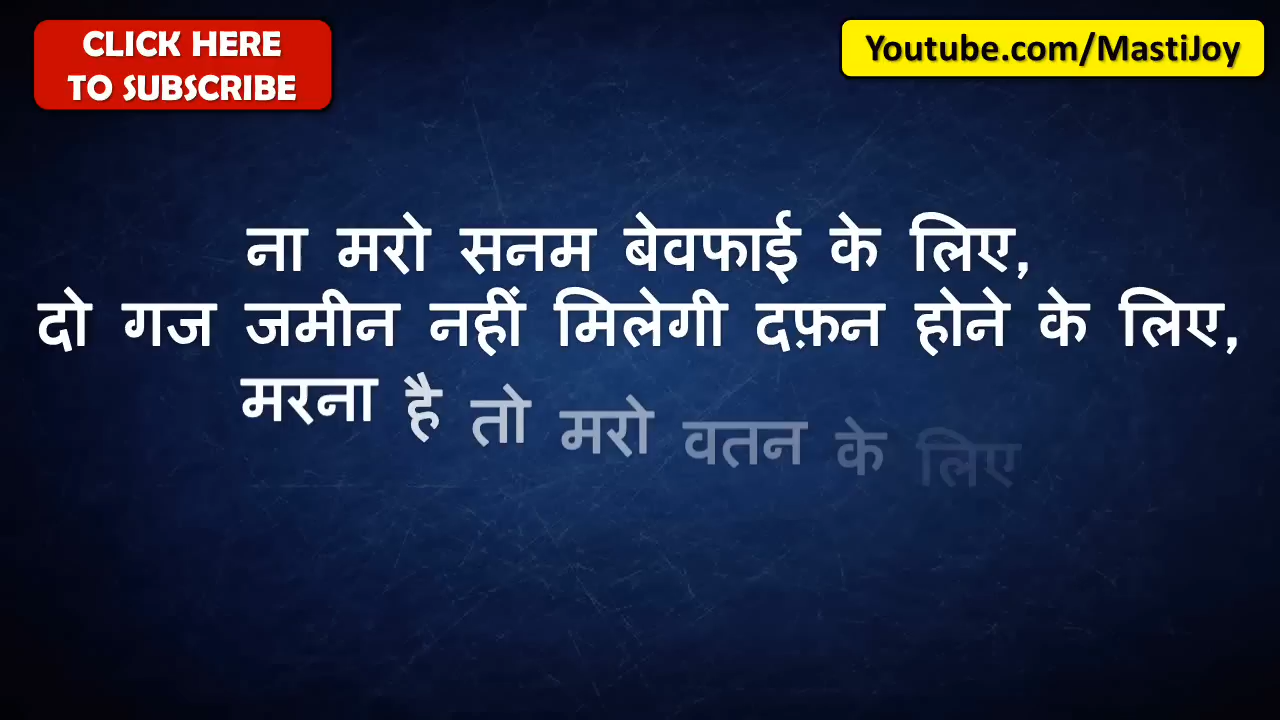 CLICK HERE
TO SUBSCRIBE
Youtube.com/MastiJoy
ना मरो सनम बेवफाई के लिए,
दो गज जमीन नहीं मिलेगी दफ़न होने के लिए,
मरना है तो मरो वतन के लिए